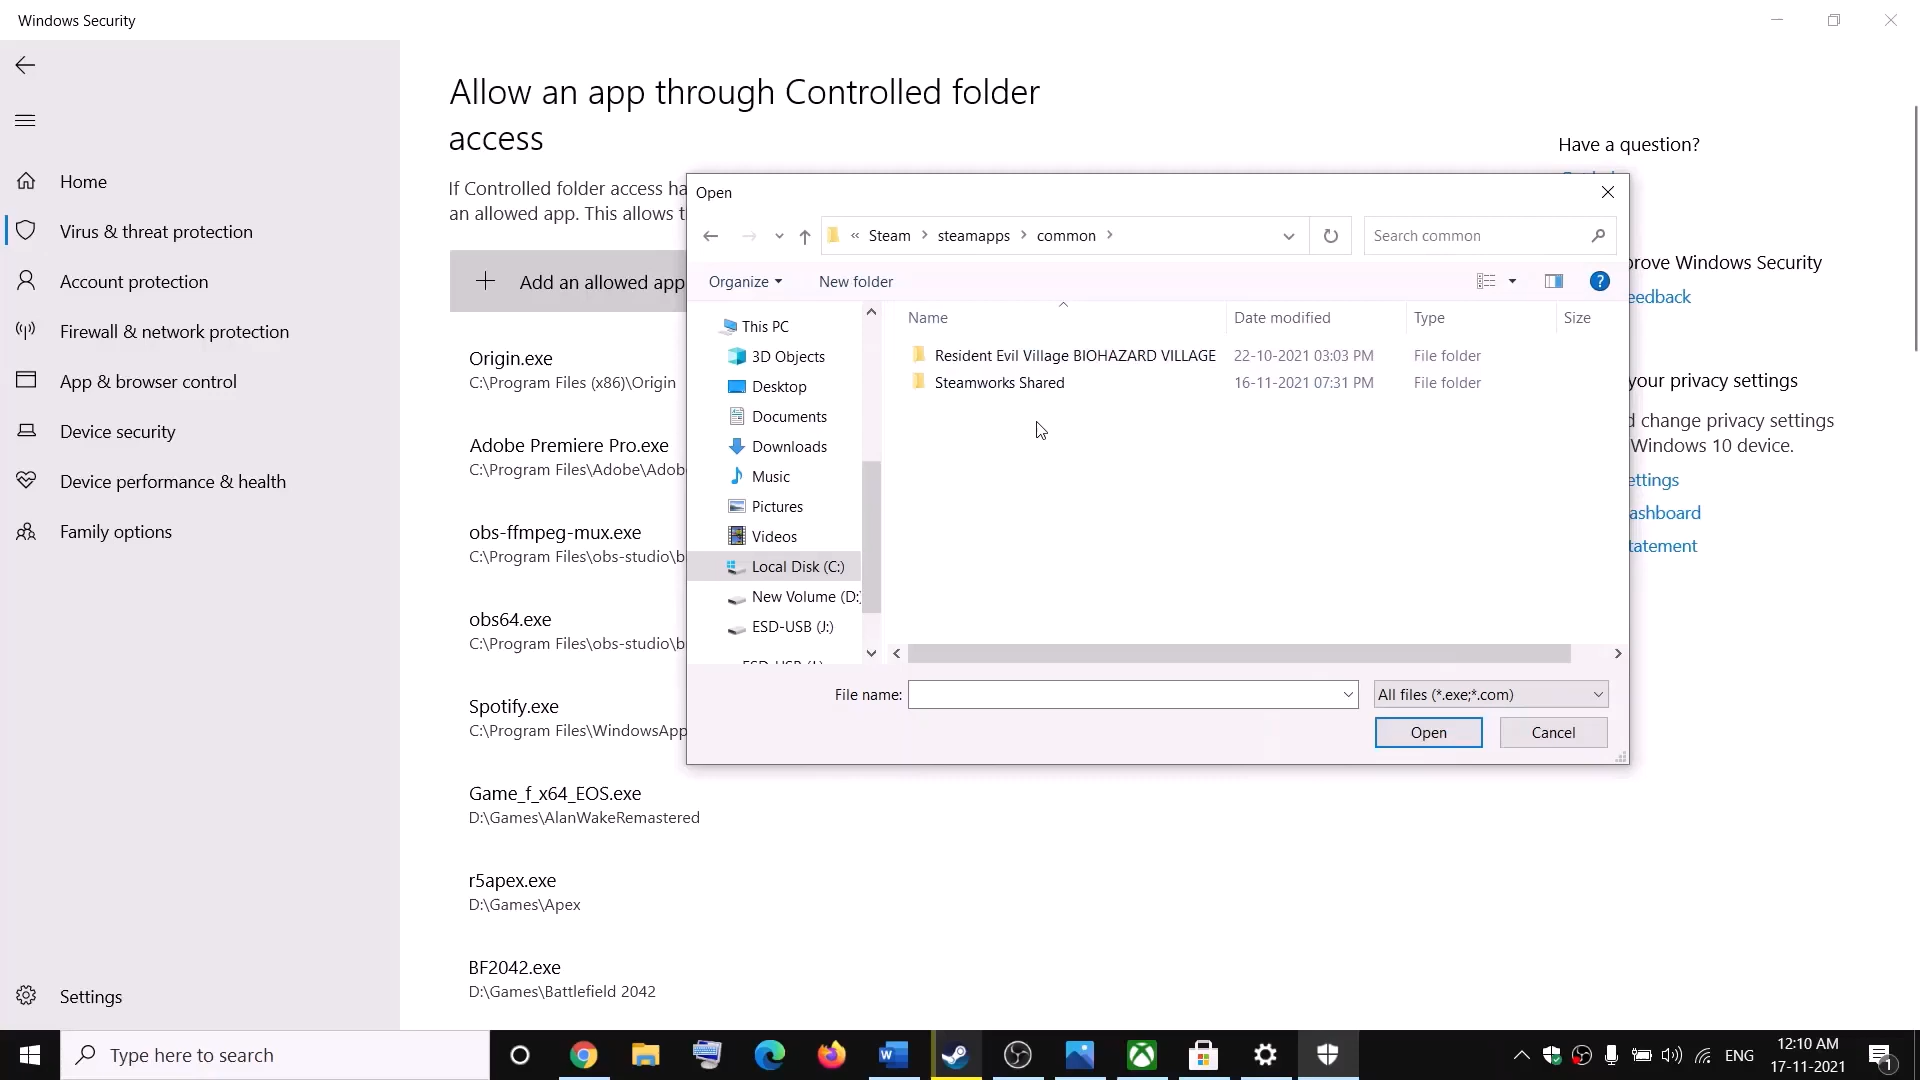 Windows Security
Home
Virus & threat protection
Account protection
Firewall & network protection
App & browser control
Device security
Device performance & health
Family options
Settings
Allow an app through Controlled folder
access
If Controlled folder access ha
an allowed app. This allows t
Add an allowed app
Origin.exe
C:\Program Files (x86)\Origin
Adobe Premiere Pro.exe
C:\Program Files\Adobe\Adob
obs-ffmpeg-mux.exe
C:\Program Files\obs-studio\b
obs64.exe
C:\Program Files\obs-studio\b
Spotify.exe
C:\Program Files\WindowsApp
Game_f_x64_EOS.exe
D:\Games\AlanWakeRemastered
r5apex.exe
D:\Games\Apex
BF2042.exe
D:\Games\Battlefield 2042
Open
« Steam > steamapps > common >
Search common
Organize
New folder
?
This PC
3D Objects
Desktop
Documents
Downloads
Music
Pictures
Videos
Local Disk (C:)
New Volume (D:)
ESD-USB (J:)
Name
Date modified
Type
Size
Resident Evil Village BIOHAZARD VILLAGE
22-10-2021 03:03 PM
File folder
Steamworks Shared
16-11-2021 07:31 PM
File folder
File name:
All files (*.exe;*.com)
Open
Cancel
Have a question?
prove Windows Security
eedback
your privacy settings
d change privacy settings
Windows 10 device.
ettings
ashboard
tatement
Type here to search
ENG
12:10 AM
17-11-2021
1